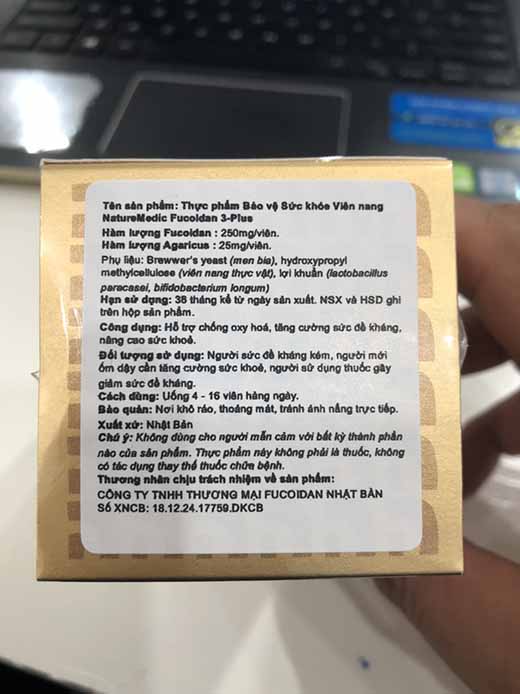 Tên sản phẩm: Thực phẩm Bảo vệ Sức khỏe Viên nang
NatureMedic Fucoidan 3-Plus
Hàm lượng Fucoidan : 250mg/viên.
Hàm lượng Agaricus : 25mg/viên.
Phụ liệu: Brewwer's yeast (men bia), hydroxypropyl
methylcellulose (viên nang thực vật), lợi khuẩn (lactobacillus
paracasei, bifidobacterium longum)
Hạn sử dụng: 38 tháng kể từ ngày sản xuất. NSX và HSD ghi
trên hộp sản phẩm.
Công dụng: Hỗ trợ chống oxy hoá, tăng cường sức đề kháng,
nâng cao sức khoẻ.
Đối tượng sử dụng: Người sức đề kháng kém, người mới
ốm dậy cần tăng cường sức khoẻ, người sử dụng thuốc gây
giảm sức đề kháng.
Cách dùng: Uống 4 - 16 viên hàng ngày.
Bảo quản: Nơi khô ráo, thoáng mát, tránh ánh nắng trực tiếp.
Xuất xứ: Nhật Bản
Chú ý: Không dùng cho người mẫn cảm với bất kỳ thành phần
nào của sản phẩm. Thực phẩm này không phải là thuốc, không
có tác dụng thay thế thuốc chữa bệnh.
Thương nhân chịu trách nhiệm về sản phẩm:
CÔNG TY TNHH THƯƠNG MẠI FUCOIDAN NHẬT BẢN
Số XNCB: 18.12.24.17759.DKCB